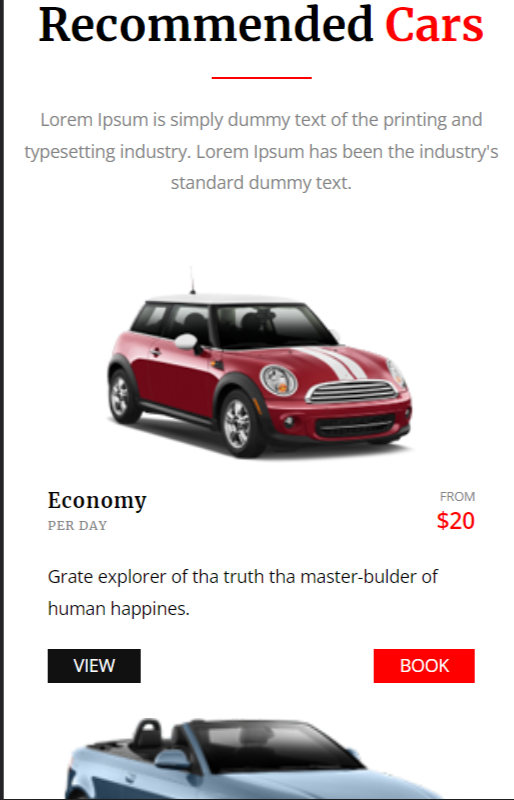 Recommended Cars
Lorem Ipsum is simply dummy text of the printing and
typesetting industry. Lorem Ipsum has been the industry's
standard dummy text.
Economy
FROM
PER DAY
$20
Grate explorer of tha truth tha master-bulder of
human happines.
VIEW
BOOK